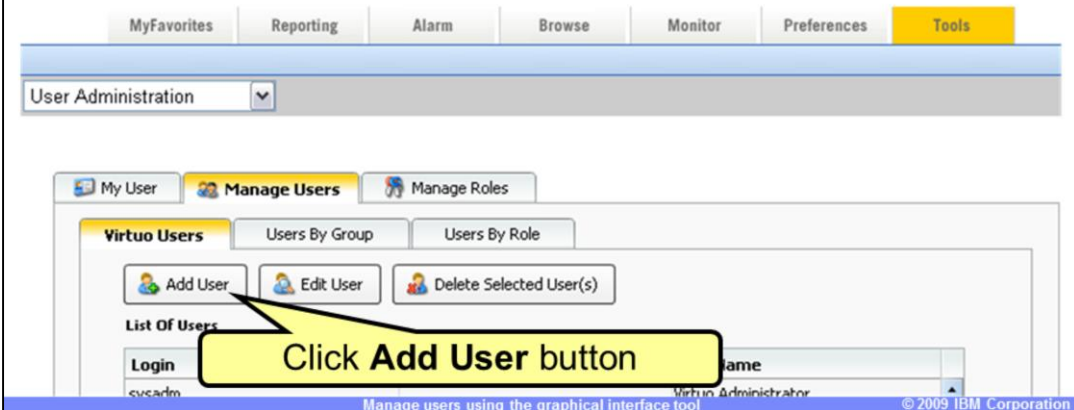 MyFavorites Reporting Alarm Browse Monitor Preferences Tools
User Administration
My User Manage Users Manage Roles
Virtuo Users Users By Group Users By Role
Add User Edit User Delete Selected User(s)
List Of Users
Click Add User button
Login ame
sysadm Virtuo Administrator
Manage users using the graphical interface tool © 2009 IBM Corporation